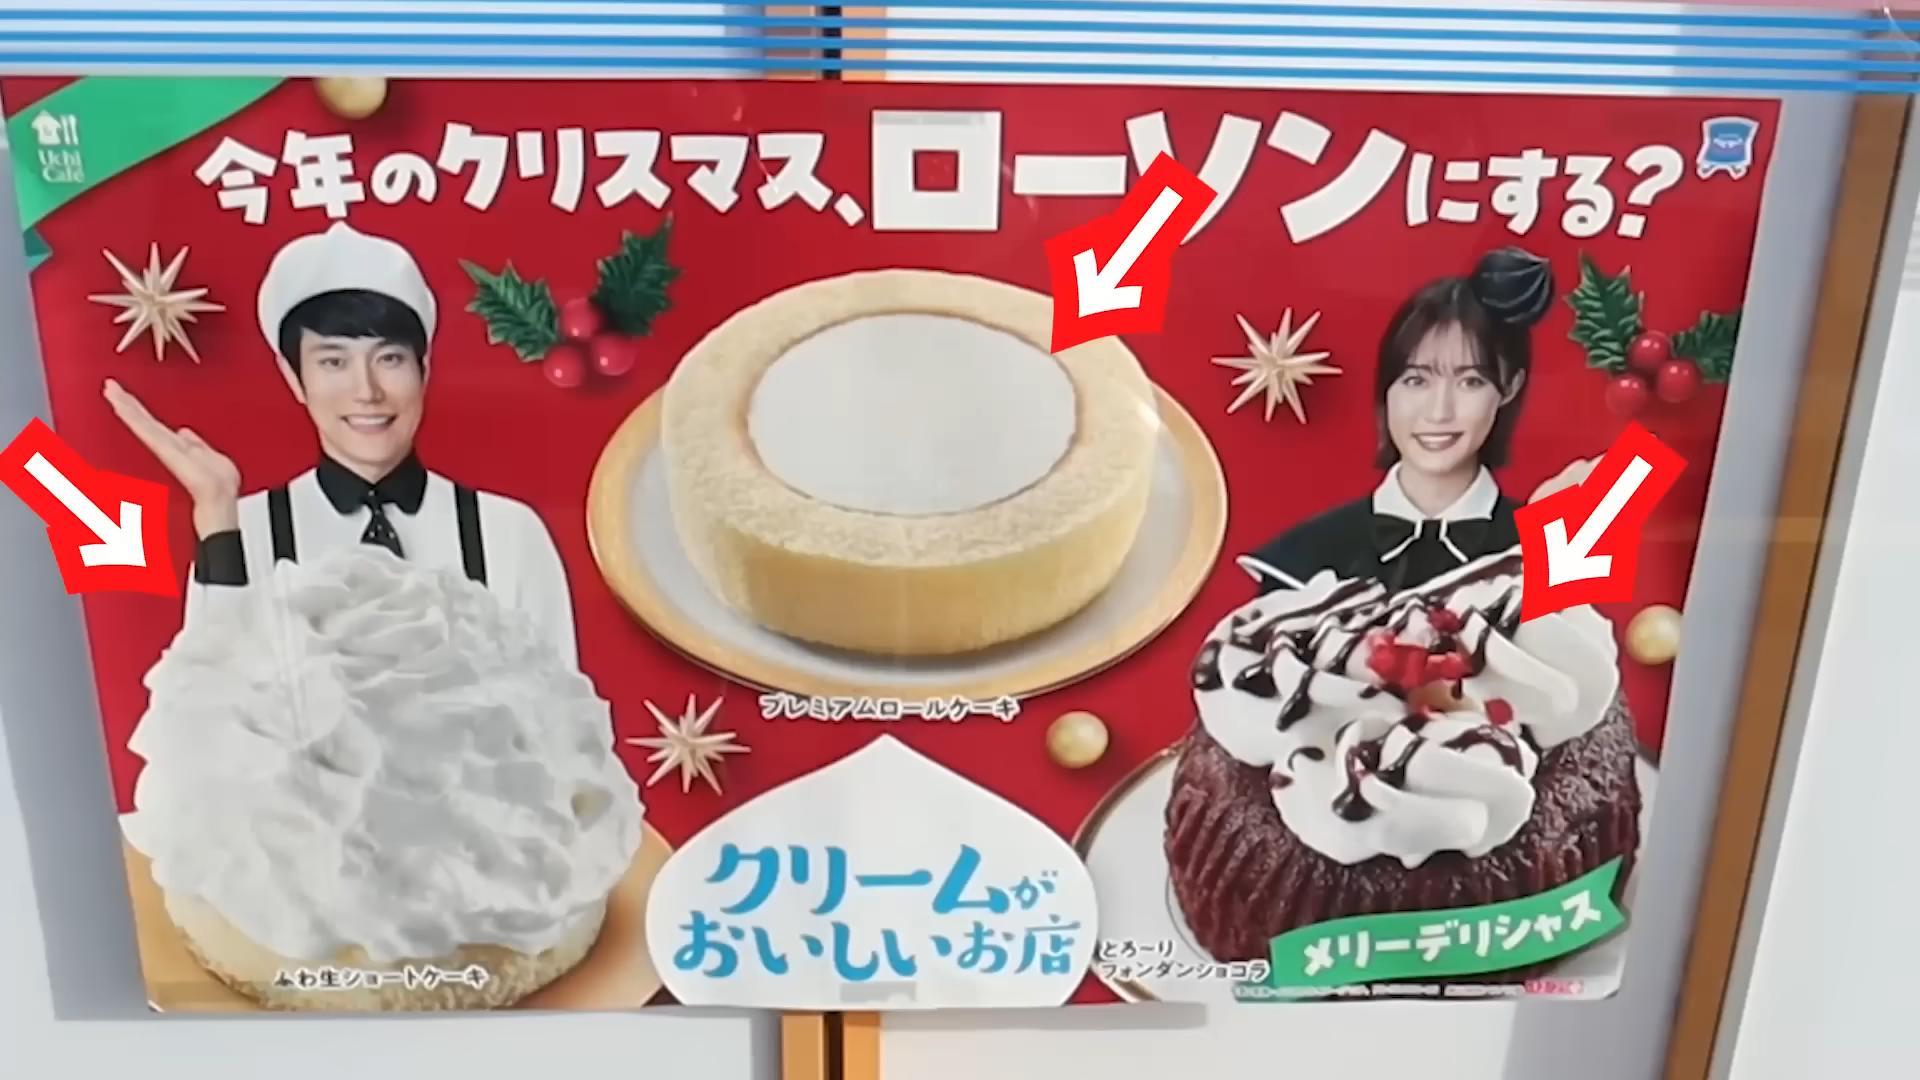 Uchi
Café
今年のクリスマス、ローソンにする?
プレミアムロールケーキ
クリームが
おいしいお店
ふわ生ショートケーキ
とろ〜り
フォンダンショコラ
メリーデリシャス